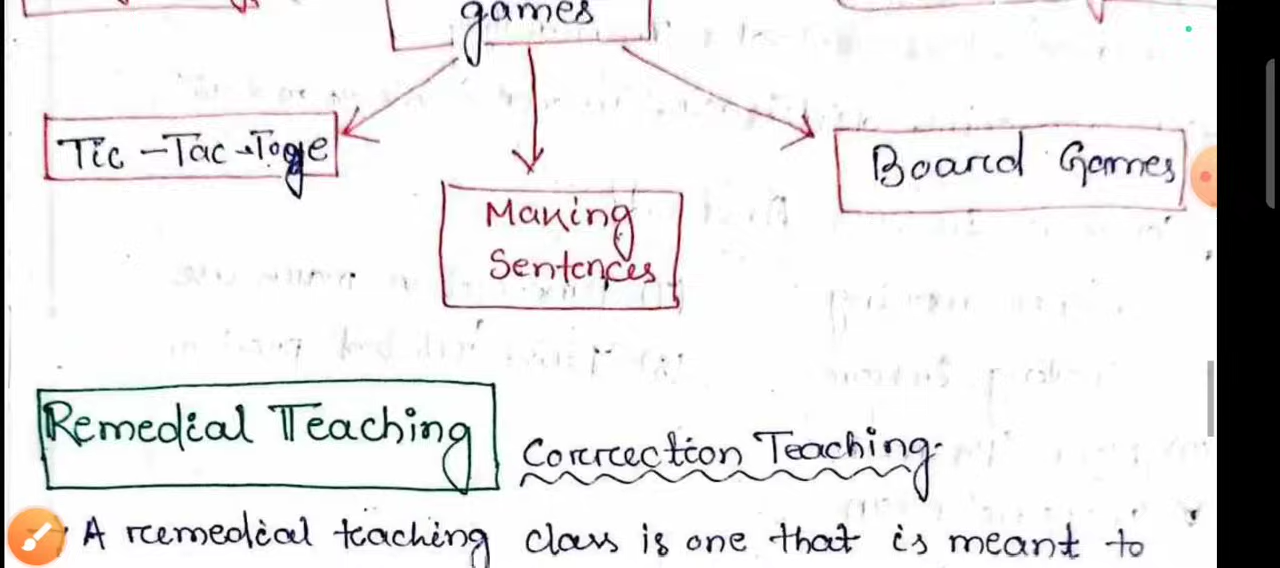 games
Tic-Tac-Toge
Board Games
Making
Sentences
Remedial Teaching
Correction Teaching.
A remedial teaching class is one that is meant to